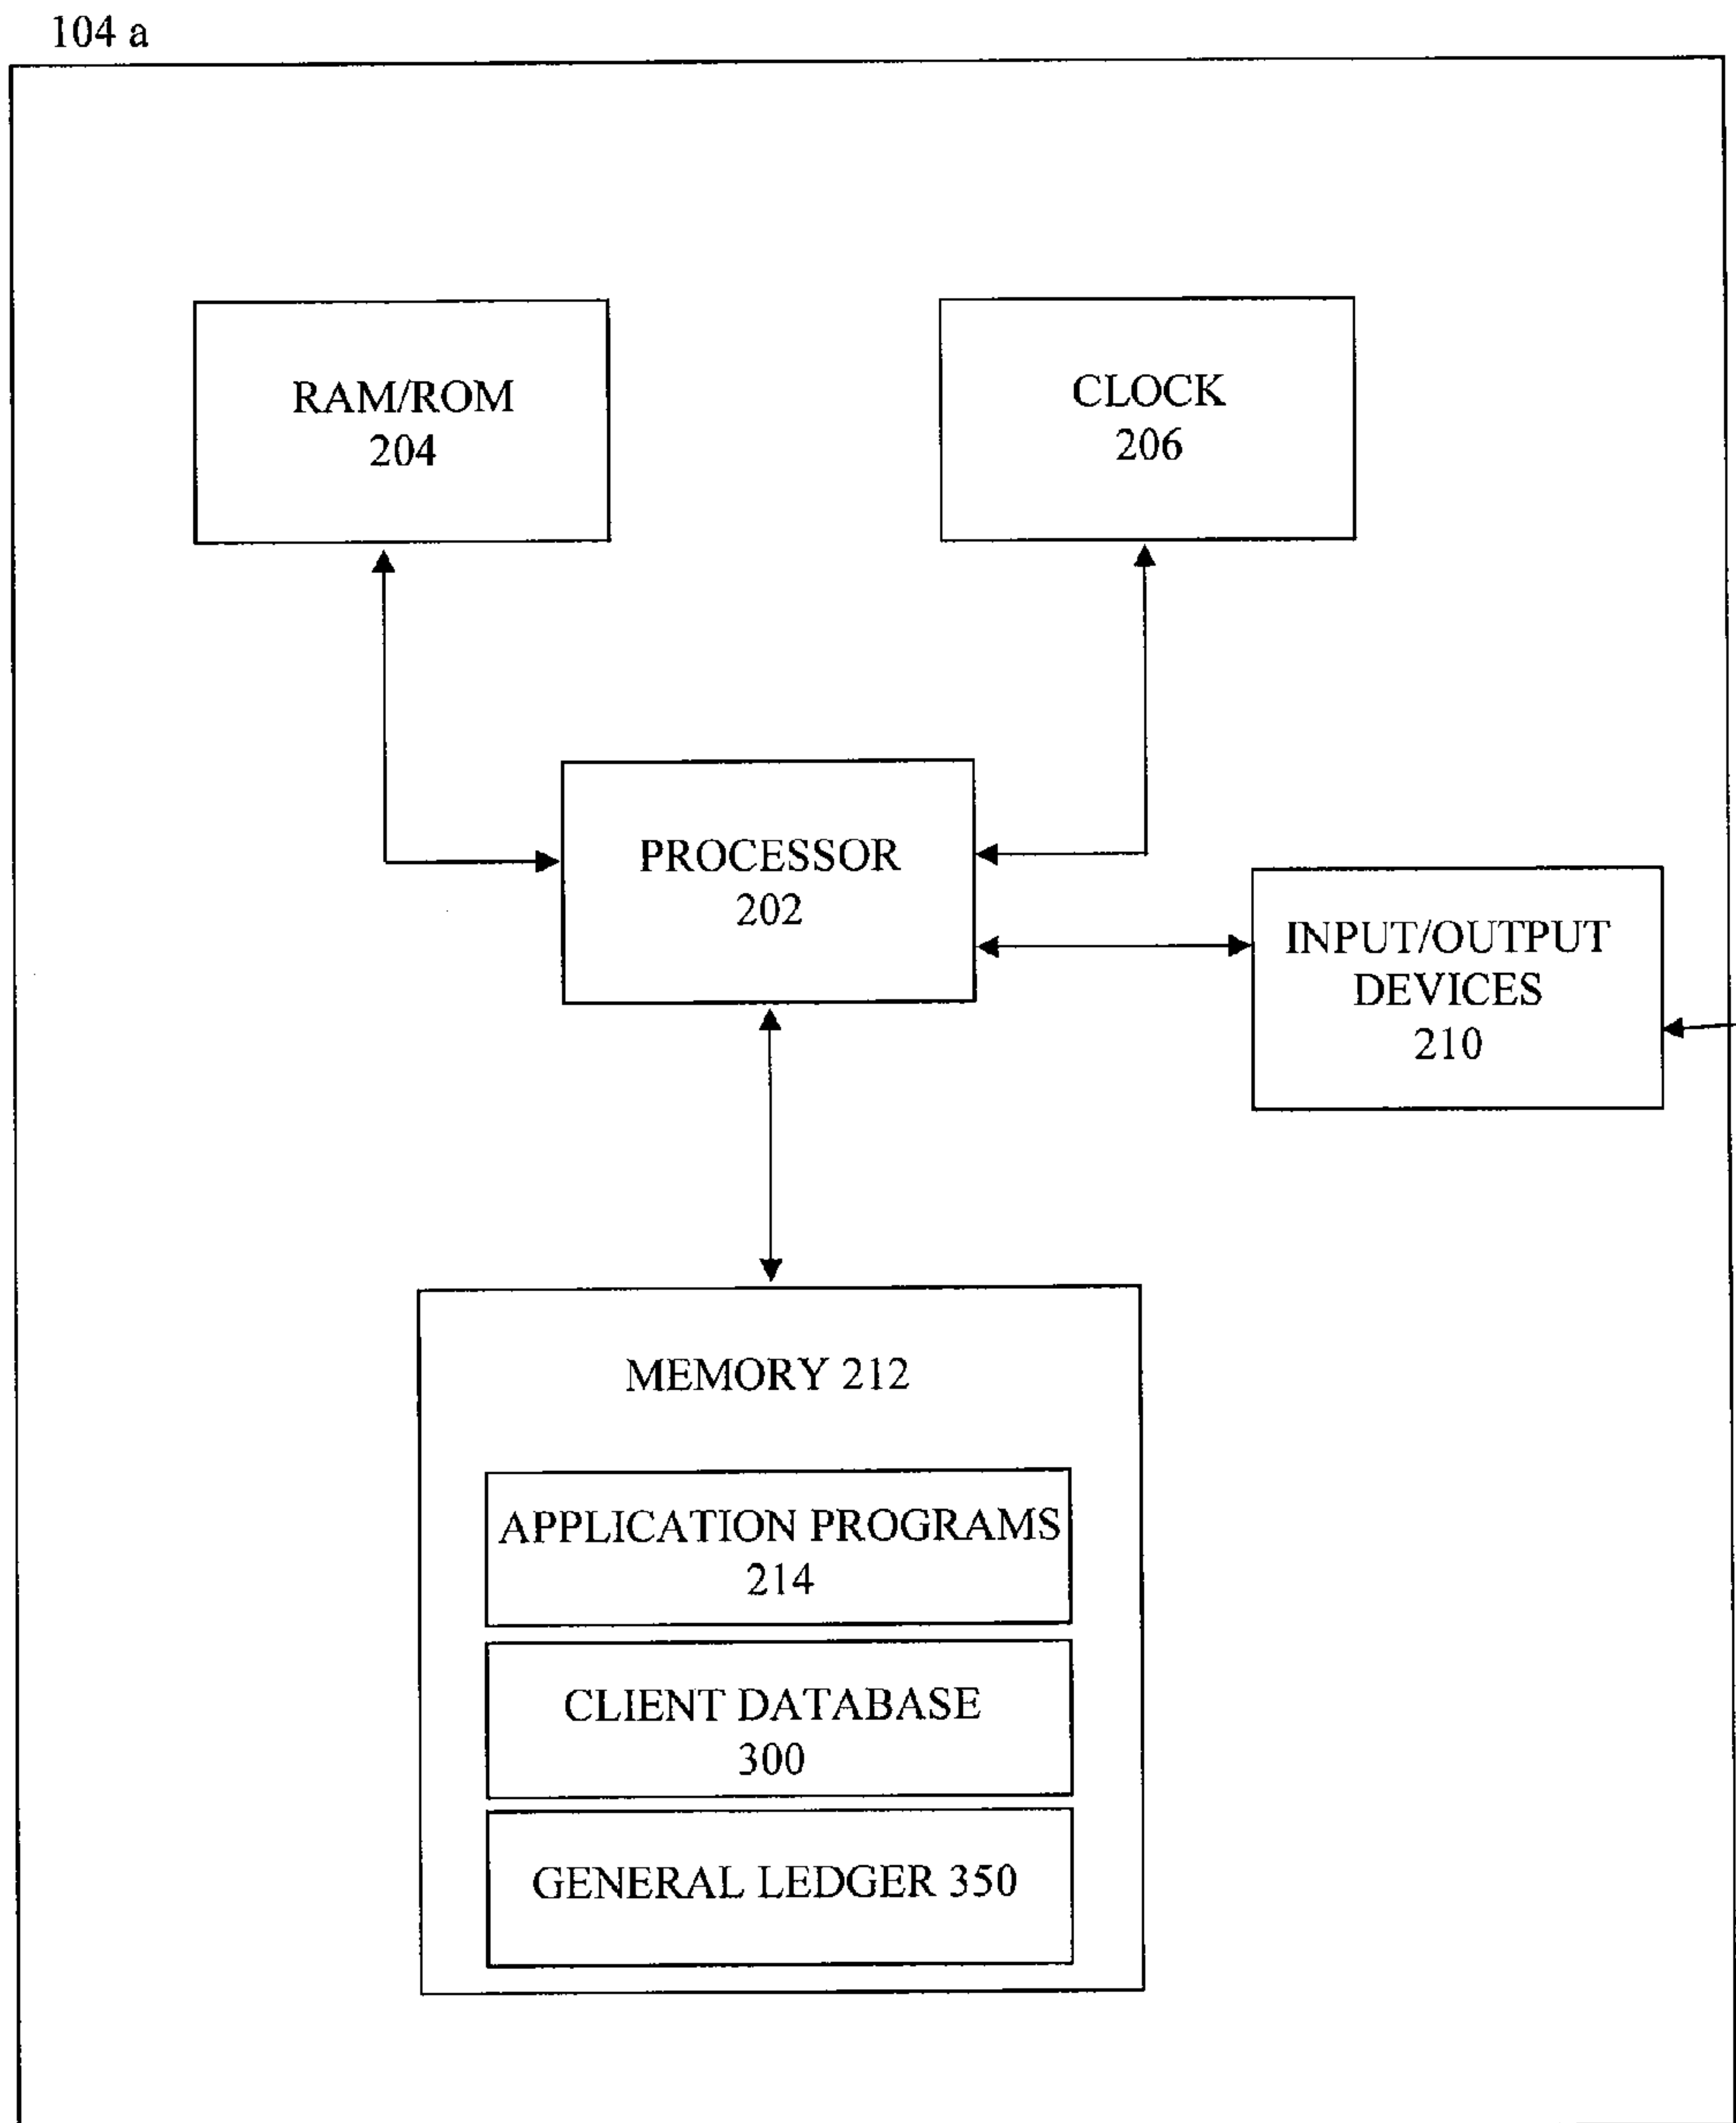 104 a
RAM/ROM
204
CLOCK
206
PROCESSOR
202
INPUT/OUTPUT
DEVICES
210
MEMORY 212
APPLICATION PROGRAMS
214
CLIENT DATABASE
300
GENERAL LEDGER 350